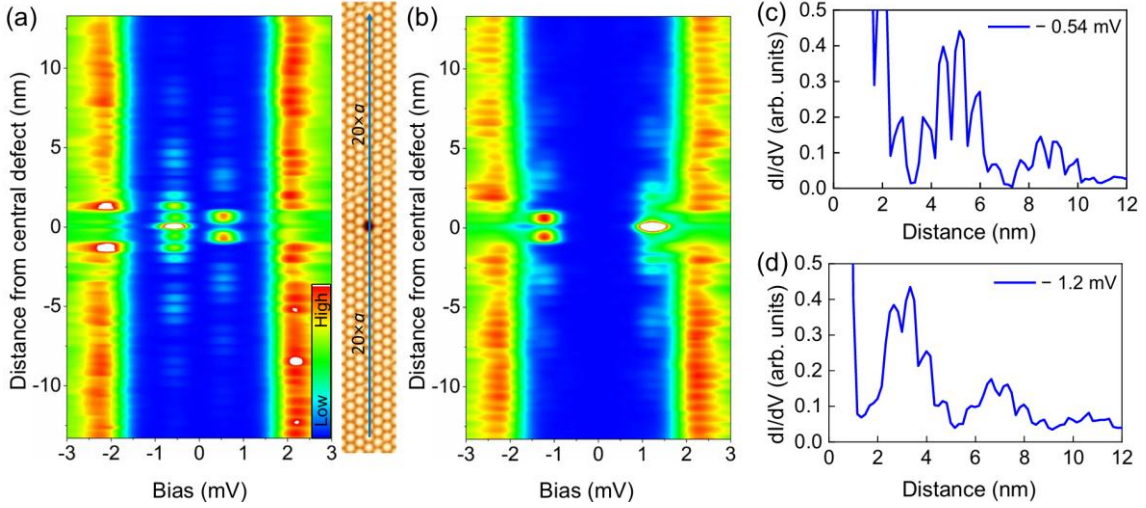 (a)
Distance from central defect (nm)
10
5
0
-5
-10
-3 -2 -1 0 1 2 3
Bias (mV)
High
Low
20×a
20×a
(b)
Distance from central defect (nm)
10
5
0
-5
-10
-3 -2 -1 0 1 2 3
Bias (mV)
(c)
dI/dV (arb. units)
0.5
0.4
0.3
0.2
0.1
0.0
− 0.54 mV
0 2 4 6 8 10 12
Distance (nm)
(d)
dI/dV (arb. units)
0.5
0.4
0.3
0.2
0.1
0.0
− 1.2 mV
0 2 4 6 8 10 12
Distance (nm)